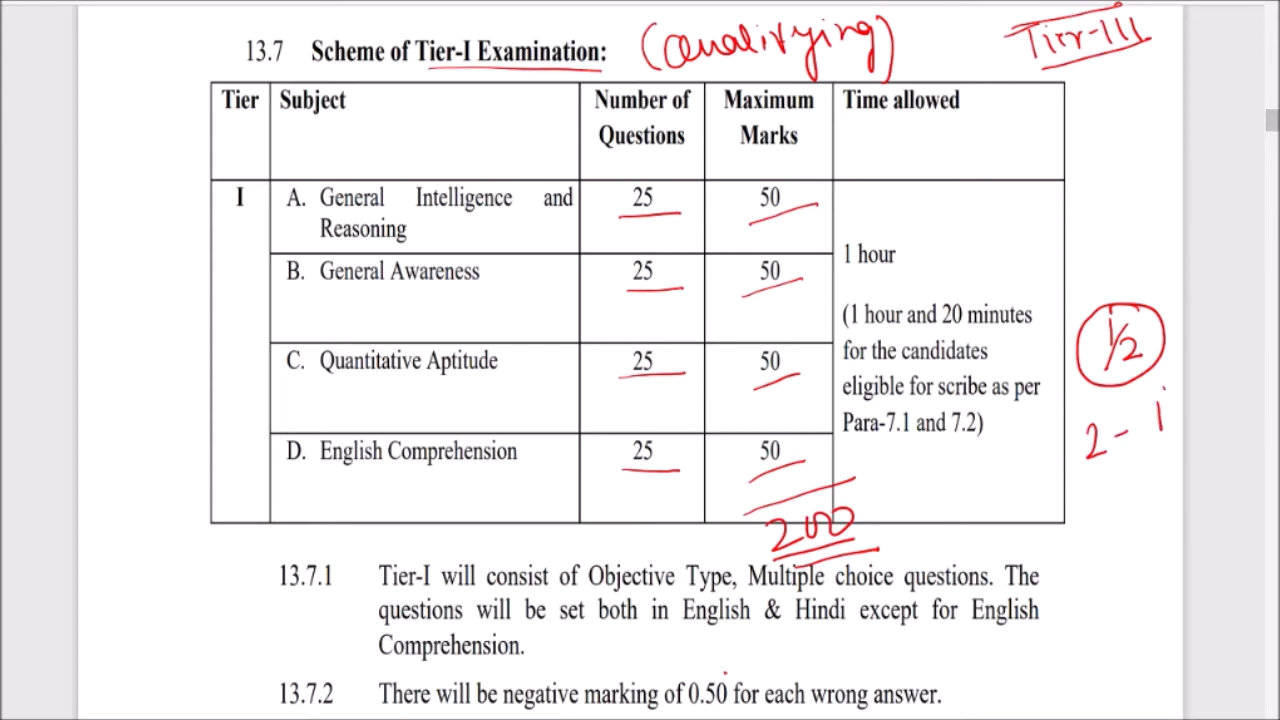 13.7 Scheme of Tier-I Examination: (Qualifying) Tier-III
Tier Subject Number of Questions Maximum Marks Time allowed
I A. General Intelligence and Reasoning 25 50
B. General Awareness 25 50
C. Quantitative Aptitude 25 50
D. English Comprehension 25 50
1 hour
(1 hour and 20 minutes
for the candidates
eligible for scribe as per
Para-7.1 and 7.2)
1/2
2 - 1
200
13.7.1 Tier-I will consist of Objective Type, Multiple choice questions. The
questions will be set both in English & Hindi except for English
Comprehension.
13.7.2 There will be negative marking of 0.50 for each wrong answer.